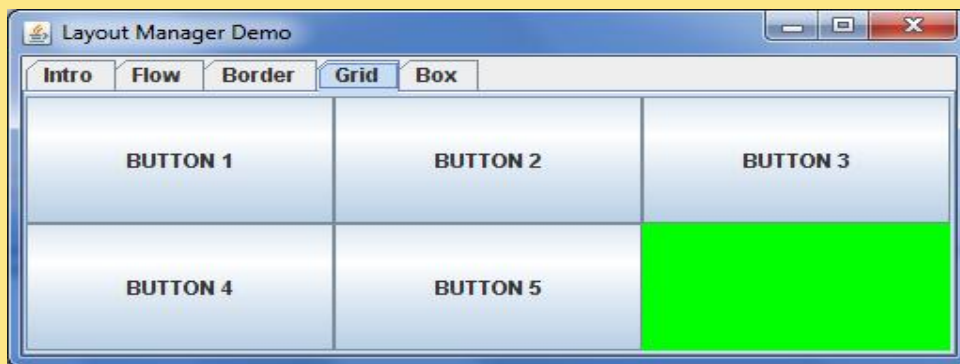 Layout Manager Demo
Intro Flow Border Grid Box
BUTTON 1 BUTTON 2 BUTTON 3
BUTTON 4 BUTTON 5